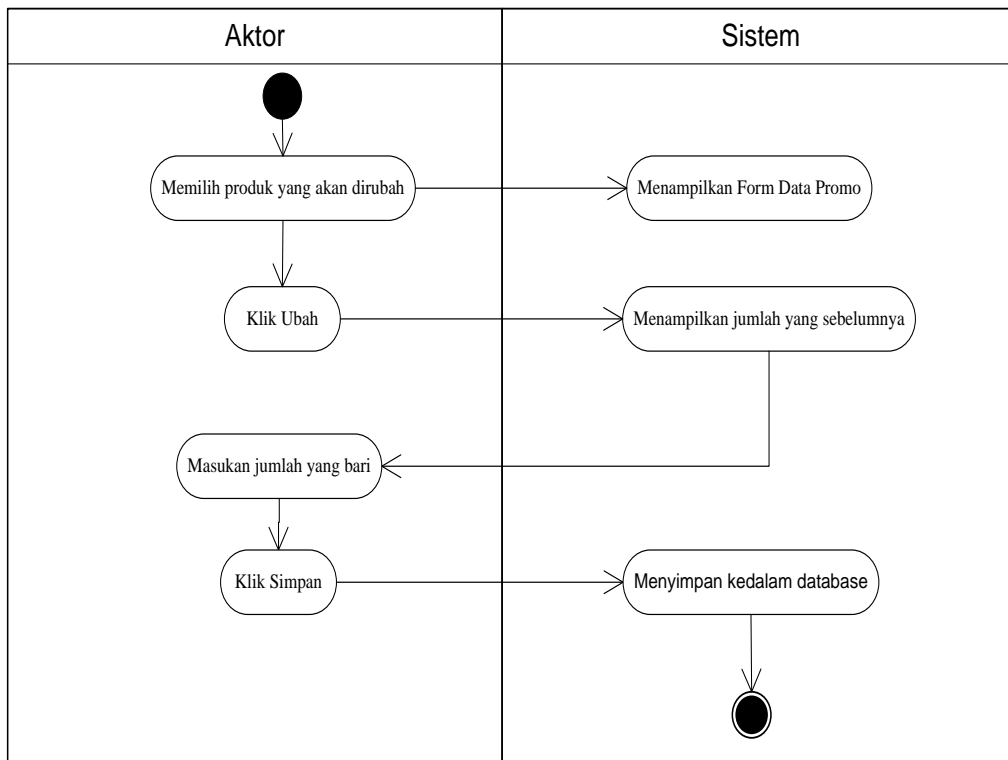 Aktor
Sistem
Memilih produk yang akan dirubah
Menampilkan Form Data Promo
Klik Ubah
Menampilkan jumlah yang sebelumnya
Masukan jumlah yang bari
Klik Simpan
Menyimpan kedalam database